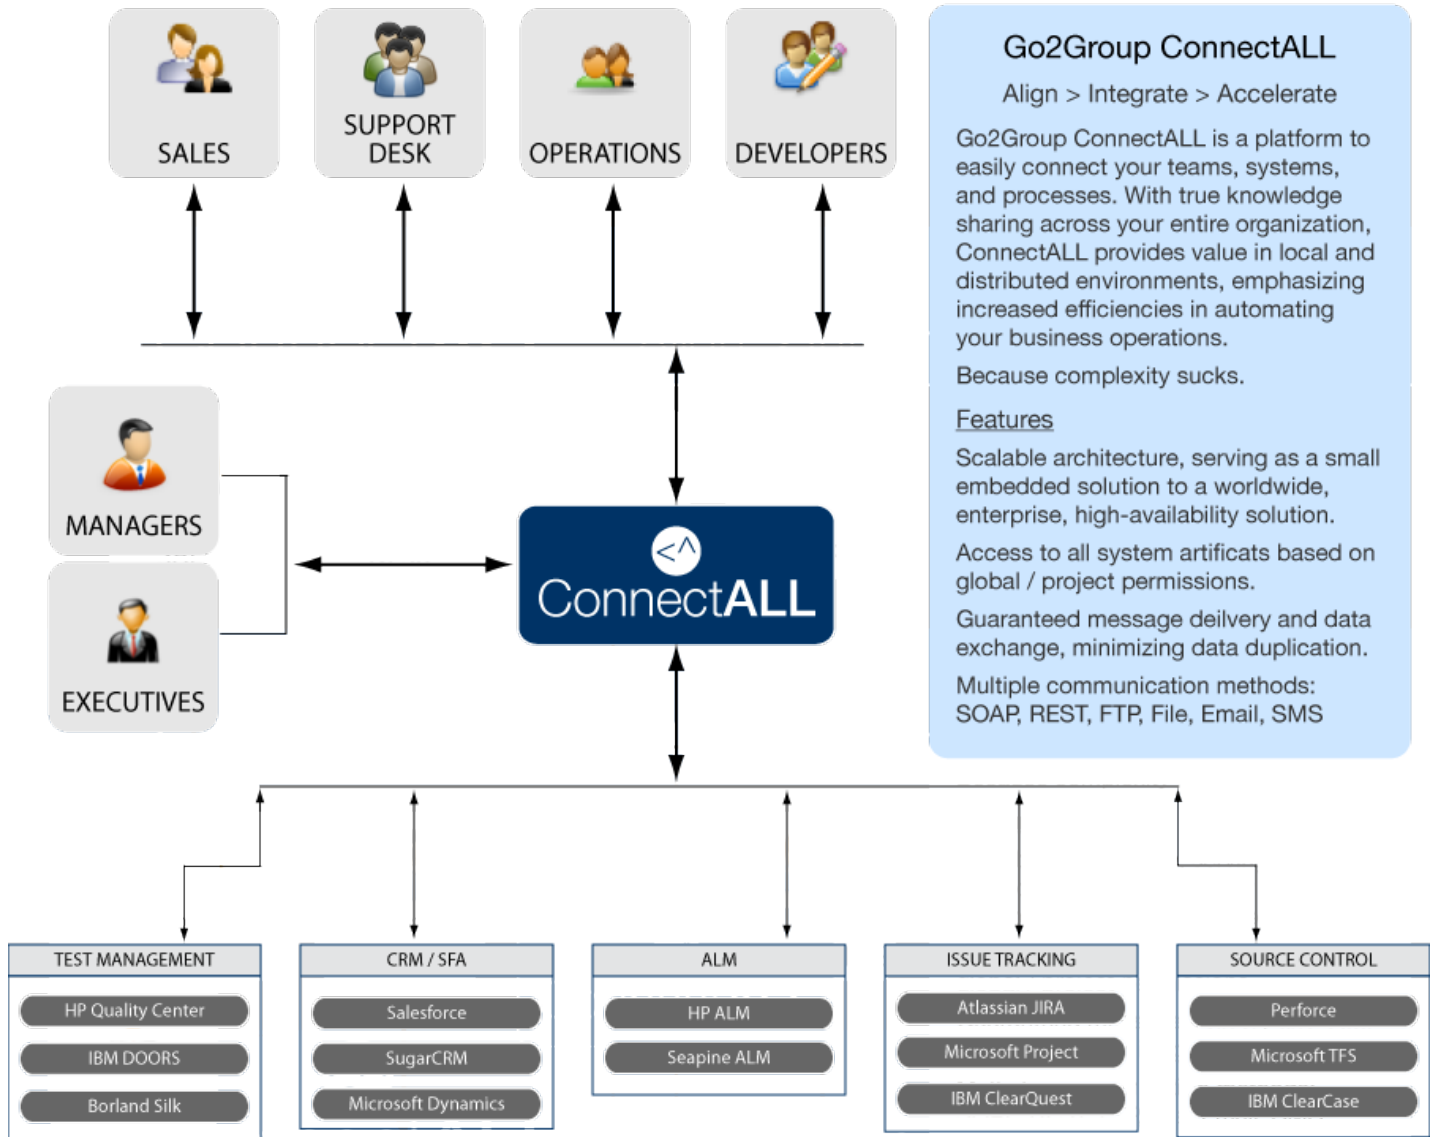 SALES
SUPPORT
DESK
OPERATIONS
DEVELOPERS
MANAGERS
EXECUTIVES
<^
ConnectALL
Go2Group ConnectALL
Align > Integrate > Accelerate
Go2Group ConnectALL is a platform to
easily connect your teams, systems,
and processes. With true knowledge
sharing across your entire organization,
ConnectALL provides value in local and
distributed environments, emphasizing
increased efficiencies in automating
your business operations.
Because complexity sucks.
Features
Scalable architecture, serving as a small
embedded solution to a worldwide,
enterprise, high-availability solution.
Access to all system artificats based on
global / project permissions.
Guaranteed message deilvery and data
exchange, minimizing data duplication.
Multiple communication methods:
SOAP, REST, FTP, File, Email, SMS
TEST MANAGEMENT
HP Quality Center
IBM DOORS
Borland Silk
CRM / SFA
Salesforce
SugarCRM
Microsoft Dynamics
ALM
HP ALM
Seapine ALM
ISSUE TRACKING
Atlassian JIRA
Microsoft Project
IBM ClearQuest
SOURCE CONTROL
Perforce
Microsoft TFS
IBM ClearCase